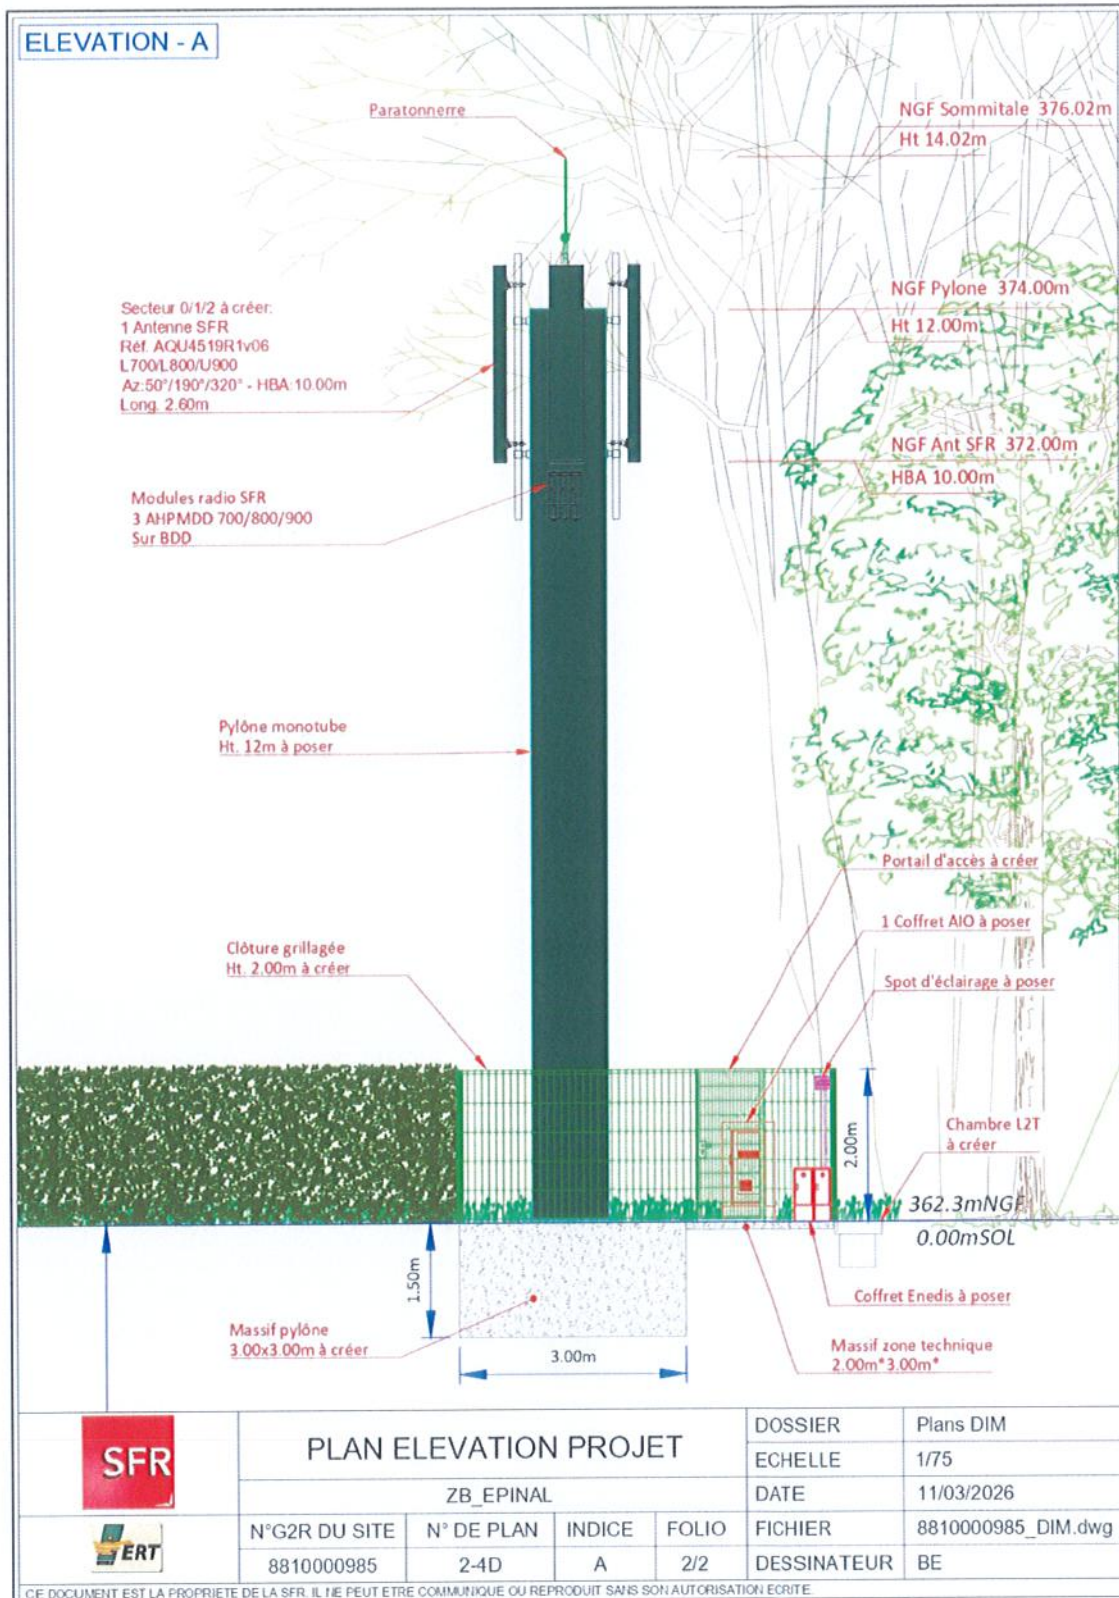 ELEVATION - A
Paratonnerre
NGF Sommitale 376.02m
Ht 14.02m
Secteur 0/1/2 à créer:
1 Antenne SFR
Réf. AQU4519R1v06
L700/L800/U900
Az:50°/190°/320° - HBA:10.00m
Long. 2.60m
NGF Pylone 374.00m
Ht 12.00m
NGF Ant SFR 372.00m
HBA 10.00m
Modules radio SFR
3 AHPMDD 700/800/900
Sur BDD
Pylône monotube
Ht. 12m à poser
Portail d'accès à créer
1 Coffret AIO à poser
Clôture grillagée
Ht. 2.00m à créer
Spot d'éclairage à poser
2.00m
Chambre L2T
à créer
362.3mNGF
0.00mSOL
1.50m
Coffret Enedis à poser
Massif pylône
3.00x3.00m à créer
3.00m
Massif zone technique
2.00m*3.00m*
SFR
PLAN ELEVATION PROJET
DOSSIER Plans DIM
ECHELLE 1/75
ZB_EPINAL
DATE 11/03/2026
ERT
N°G2R DU SITE N° DE PLAN INDICE FOLIO FICHIER 8810000985_DIM.dwg
8810000985 2-4D A 2/2 DESSINATEUR BE
CE DOCUMENT EST LA PROPRIETE DE LA SFR. IL NE PEUT ETRE COMMUNIQUE OU REPRODUIT SANS SON AUTORISATION ECRITE.